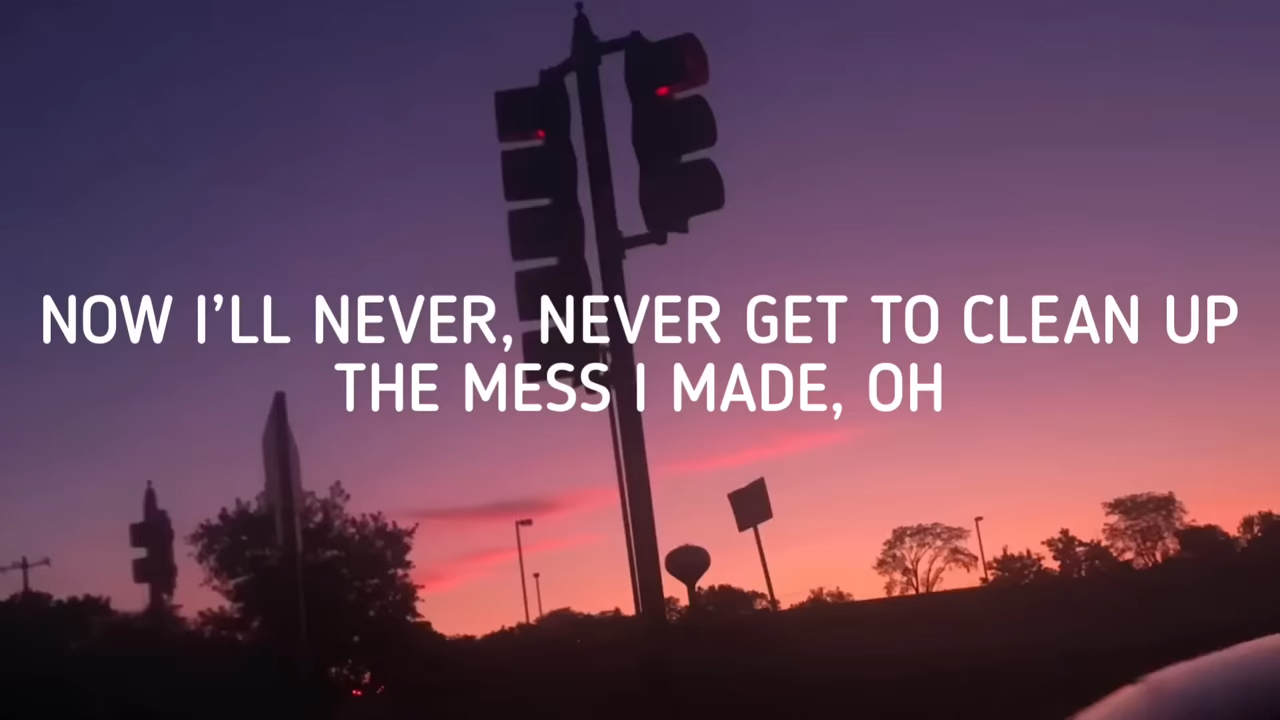 NOW I’LL NEVER, NEVER GET TO CLEAN UP
THE MESS I MADE, OH